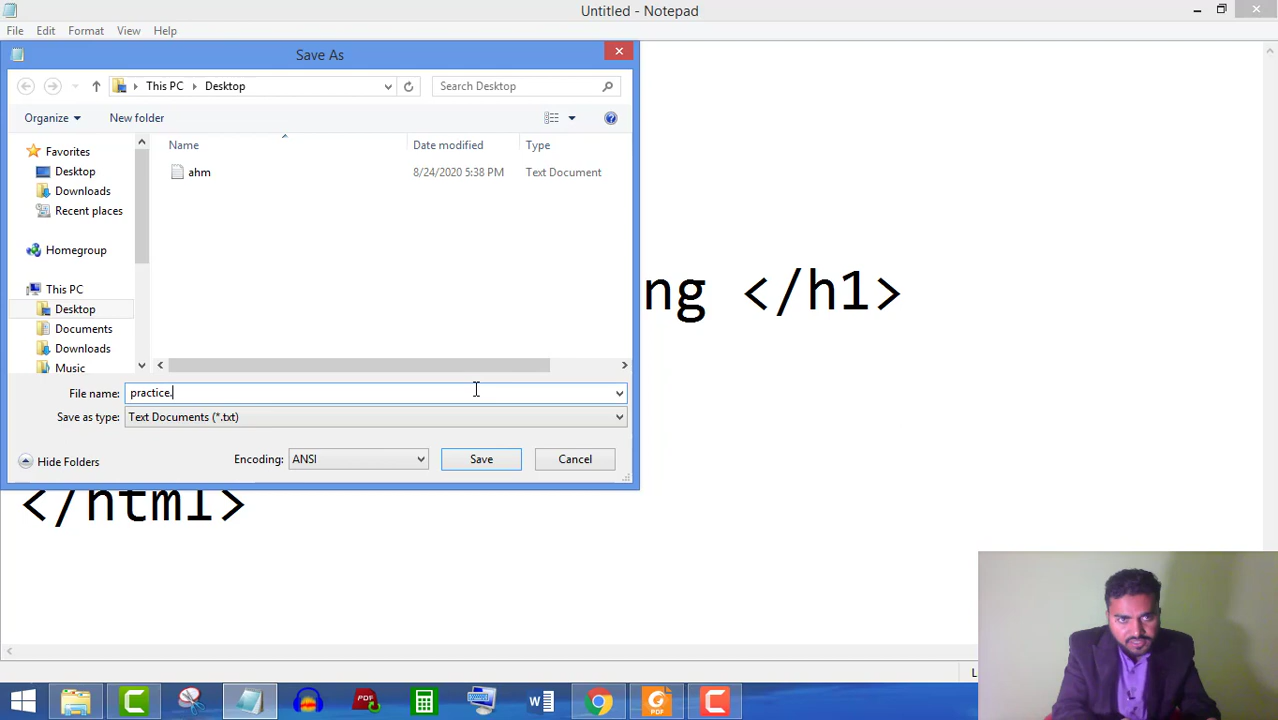 Untitled - Notepad
File Edit Format View Help
Save As
This PC Desktop
Search Desktop
Organize New folder
Name Date modified Type
ahm 8/24/2020 5:38 PM Text Document
Favorites
Desktop
Downloads
Recent places
Homegroup
This PC
Desktop
Documents
Downloads
Music
File name: practice.
Save as type: Text Documents (*.txt)
Hide Folders Encoding: ANSI Save Cancel
ng </h1>
</html>
L
PDF
W
PDF